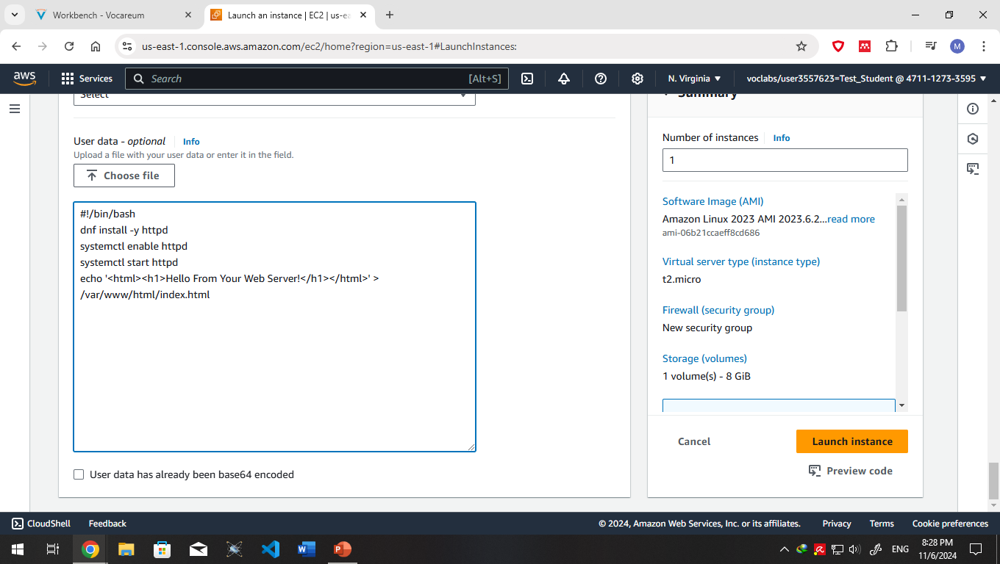 Workbench - Vocareum
Launch an instance | EC2 | us-ea
us-east-1.console.aws.amazon.com/ec2/home?region=us-east-1#LaunchInstances:
M
aws
Services
Search
[Alt+S]
N. Virginia
voclabs/user3557623=Test_Student @ 4711-1273-3595
Select
User data - optional
Info
Upload a file with your user data or enter it in the field.
Choose file
#!/bin/bash
dnf install -y httpd
systemctl enable httpd
systemctl start httpd
echo '<html><h1>Hello From Your Web Server!</h1></html>' >
/var/www/html/index.html
User data has already been base64 encoded
Summary
Number of instances
Info
1
Software Image (AMI)
Amazon Linux 2023 AMI 2023.6.2...read more
ami-06b21ccaeff8cd686
Virtual server type (instance type)
t2.micro
Firewall (security group)
New security group
Storage (volumes)
1 volume(s) - 8 GiB
Cancel
Launch instance
Preview code
CloudShell
Feedback
© 2024, Amazon Web Services, Inc. or its affiliates.
Privacy
Terms
Cookie preferences
ENG
8:28 PM
11/6/2024